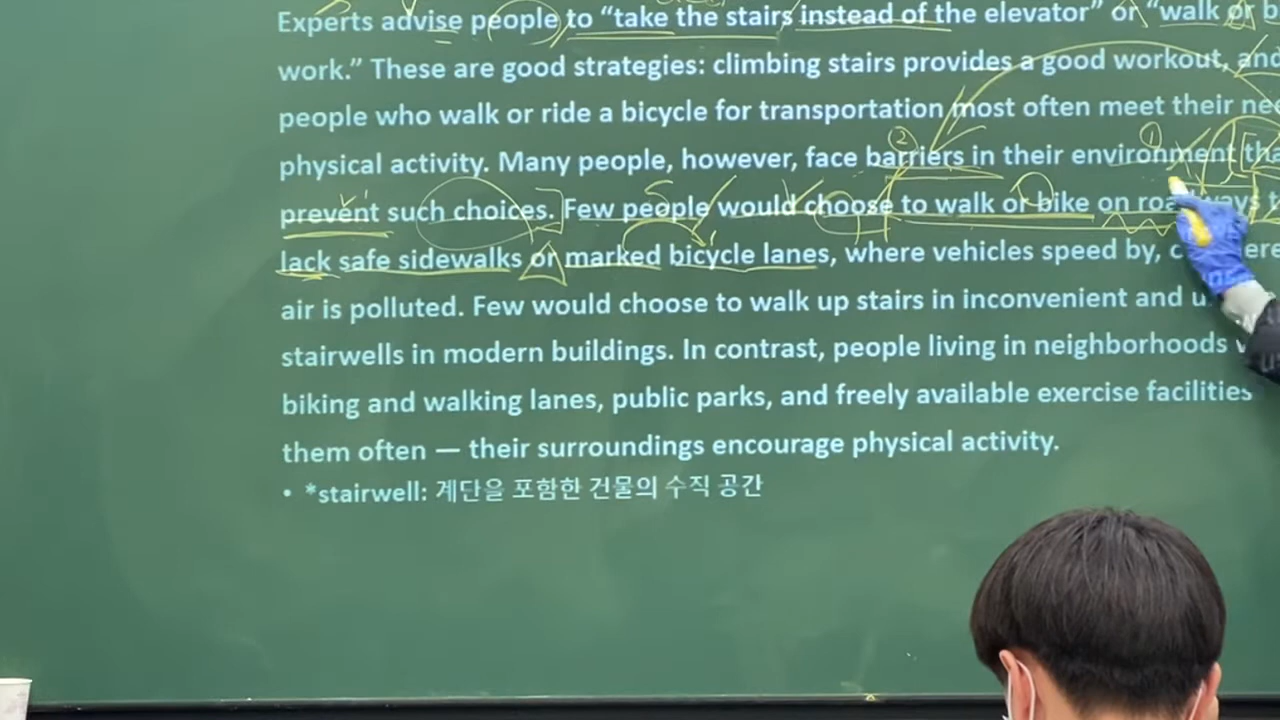 Experts advise people to “take the stairs instead of the elevator” or “walk or b
work.” These are good strategies: climbing stairs provides a good workout, and
people who walk or ride a bicycle for transportation most often meet their
physical activity. Many people, however, face barriers in their environment
prevent such choices. Few people would choose to walk or bike on
lack safe sidewalks or marked bicycle lanes, where vehicles speed by,
air is polluted. Few would choose to walk up stairs in inconvenient and
stairwells in modern buildings. In contrast, people living in neighborhoods
biking and walking lanes, public parks, and freely available exercise facilities
them often — their surroundings encourage physical activity.
• *stairwell: 계단을 포함한 건물의 수직 공간